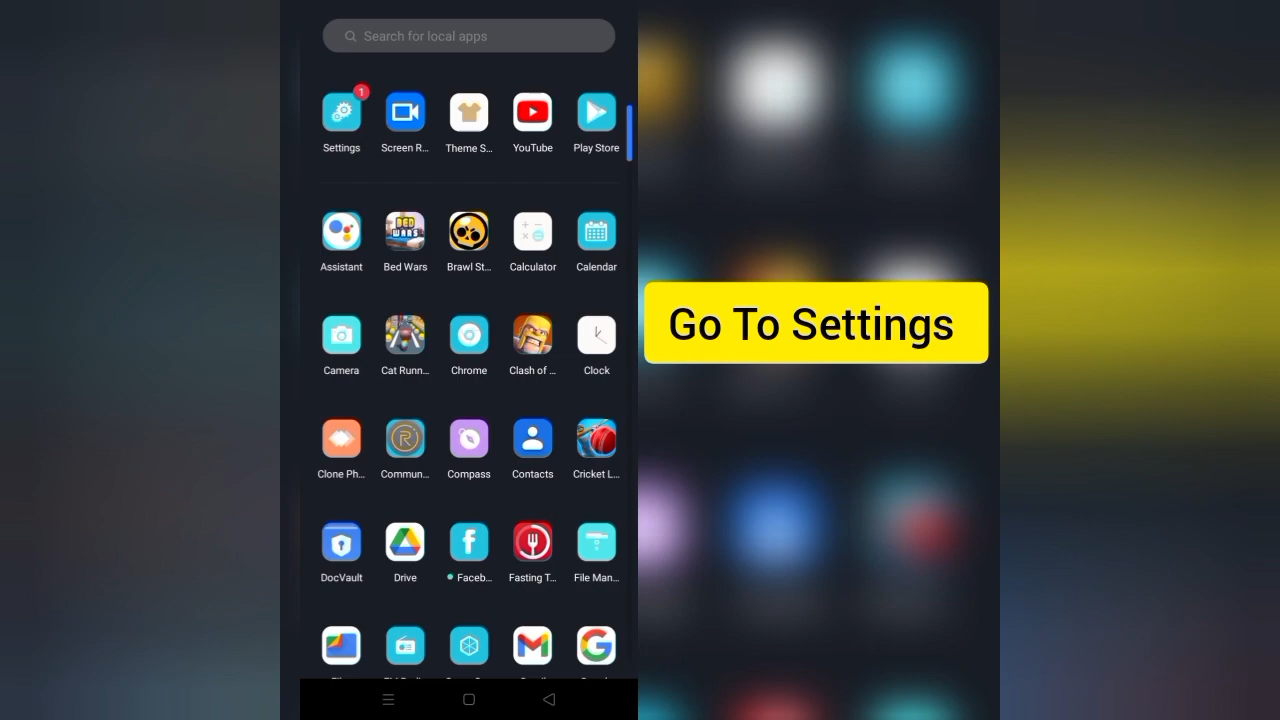 Search for local apps
1
Settings
Screen R...
Theme S...
YouTube
Play Store
BED
WARS
Assistant
Bed Wars
Brawl St...
Calculator
Calendar
Camera
Cat Runn...
Chrome
Clash of ...
Clock
R
Clone Ph...
Commun...
Compass
Contacts
Cricket L...
DocVault
Drive
Faceb...
Fasting T...
File Man...
Go To Settings